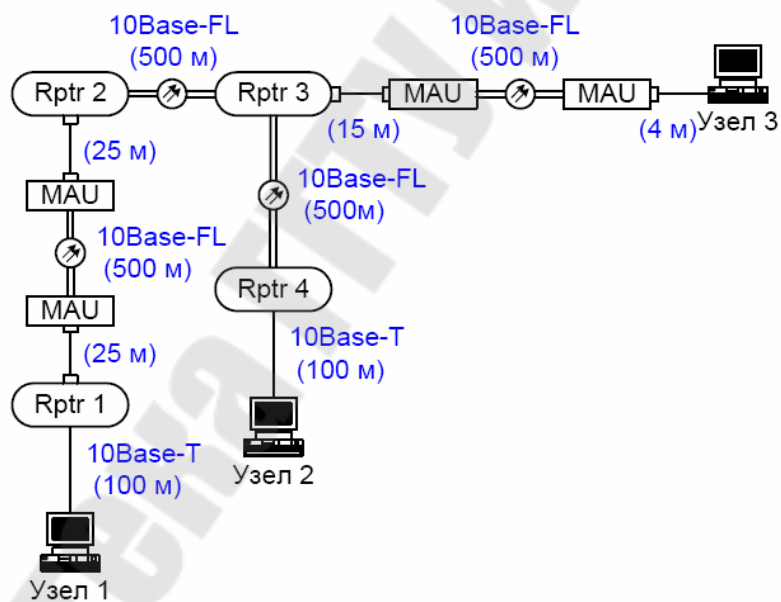 10Base-FL
(500 м)
10Base-FL
(500 м)
Rptr 2
Rptr 3
MAU
MAU
(25 м)
(15 м)
(4 м)
Узел 3
MAU
10Base-FL
(500м)
10Base-FL
(500 м)
MAU
Rptr 4
(25 м)
10Base-T
(100 м)
Rptr 1
10Base-T
(100 м)
Узел 2
Узел 1